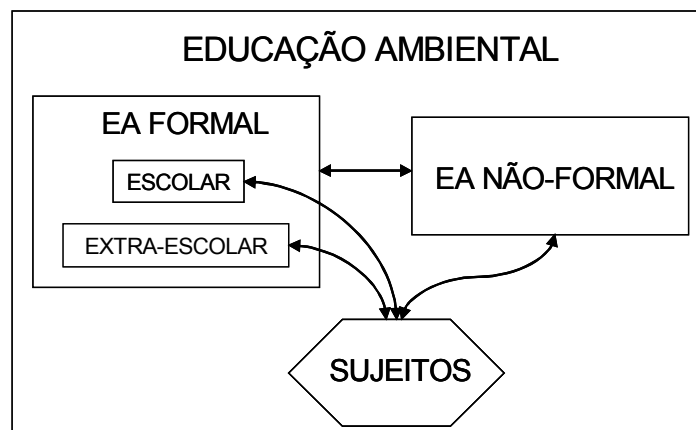 EDUCAÇÃO AMBIENTAL
EA FORMAL
ESCOLAR
EXTRA-ESCOLAR
EA NÃO-FORMAL
SUJEITOS